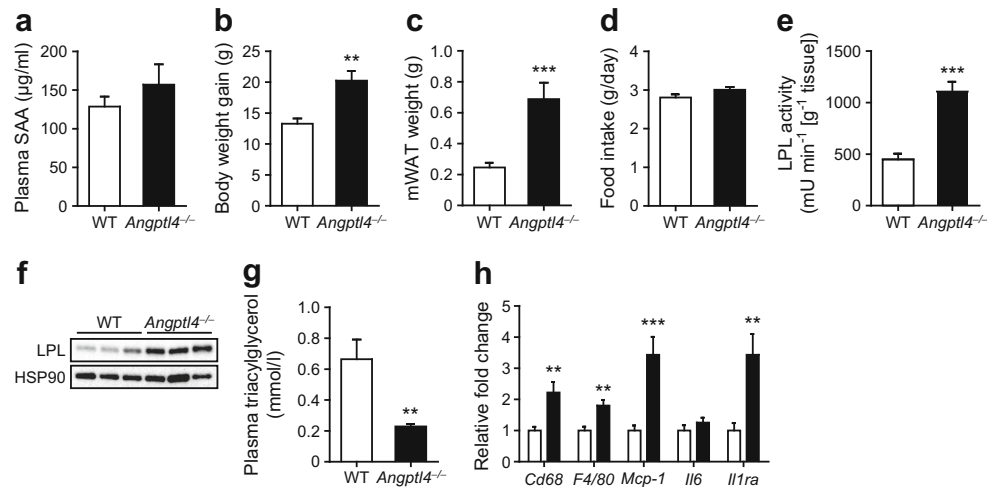 a
Plasma SAA (µg/ml)
200
150
100
50
0
WT Angptl4–/–
b
Body weight gain (g)
25
20
15
10
5
0
**
WT Angptl4–/–
c
mWAT weight (g)
1.0
0.8
0.6
0.4
0.2
0.0
***
WT Angptl4–/–
d
Food intake (g/day)
4
3
2
1
0
WT Angptl4–/–
e
LPL activity
(mU min-1 [g-1 tissue])
1500
1000
500
0
***
WT Angptl4–/–
f
WT Angptl4–/–
LPL
HSP90
g
Plasma triacylglycerol
(mmol/l)
1.0
0.8
0.6
0.4
0.2
0
**
WT Angptl4–/–
h
Relative fold change
5
4
3
2
1
0
** ** *** **
Cd68 F4/80 Mcp-1 Il6 Il1ra